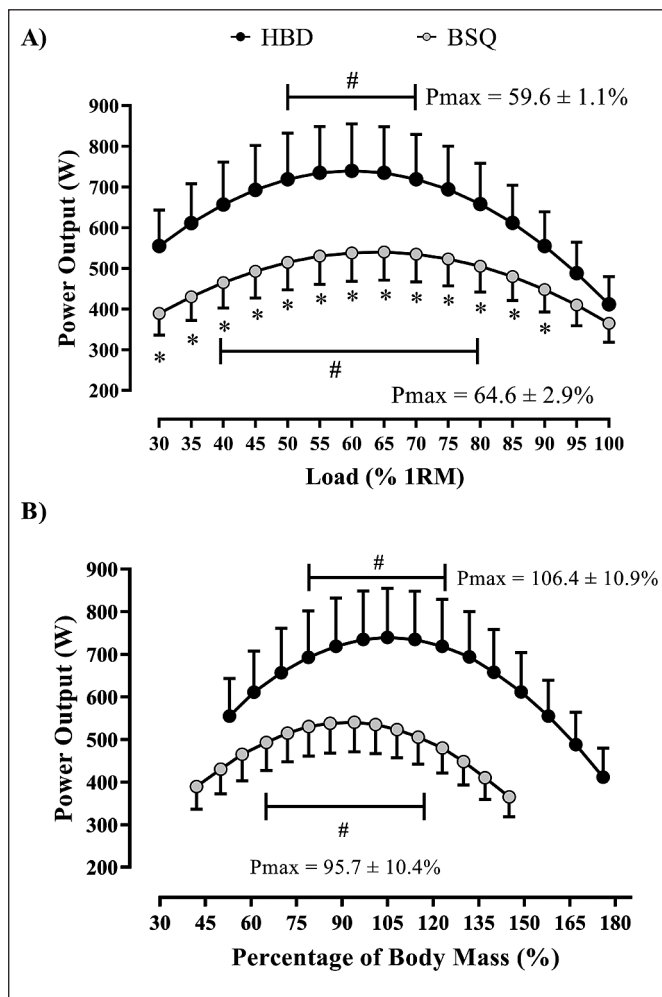 A)
HBD BSQ
#
Pmax = 59.6 ± 1.1%
900
800
700
600
500
400
300
200
Power Output (W)
* * * * * * * * * * * * *
#
Pmax = 64.6 ± 2.9%
30 35 40 45 50 55 60 65 70 75 80 85 90 95 100
Load (% 1RM)
B)
#
Pmax = 106.4 ± 10.9%
900
800
700
600
500
400
300
200
Power Output (W)
#
Pmax = 95.7 ± 10.4%
30 45 60 75 90 105 120 135 150 165 180
Percentage of Body Mass (%)